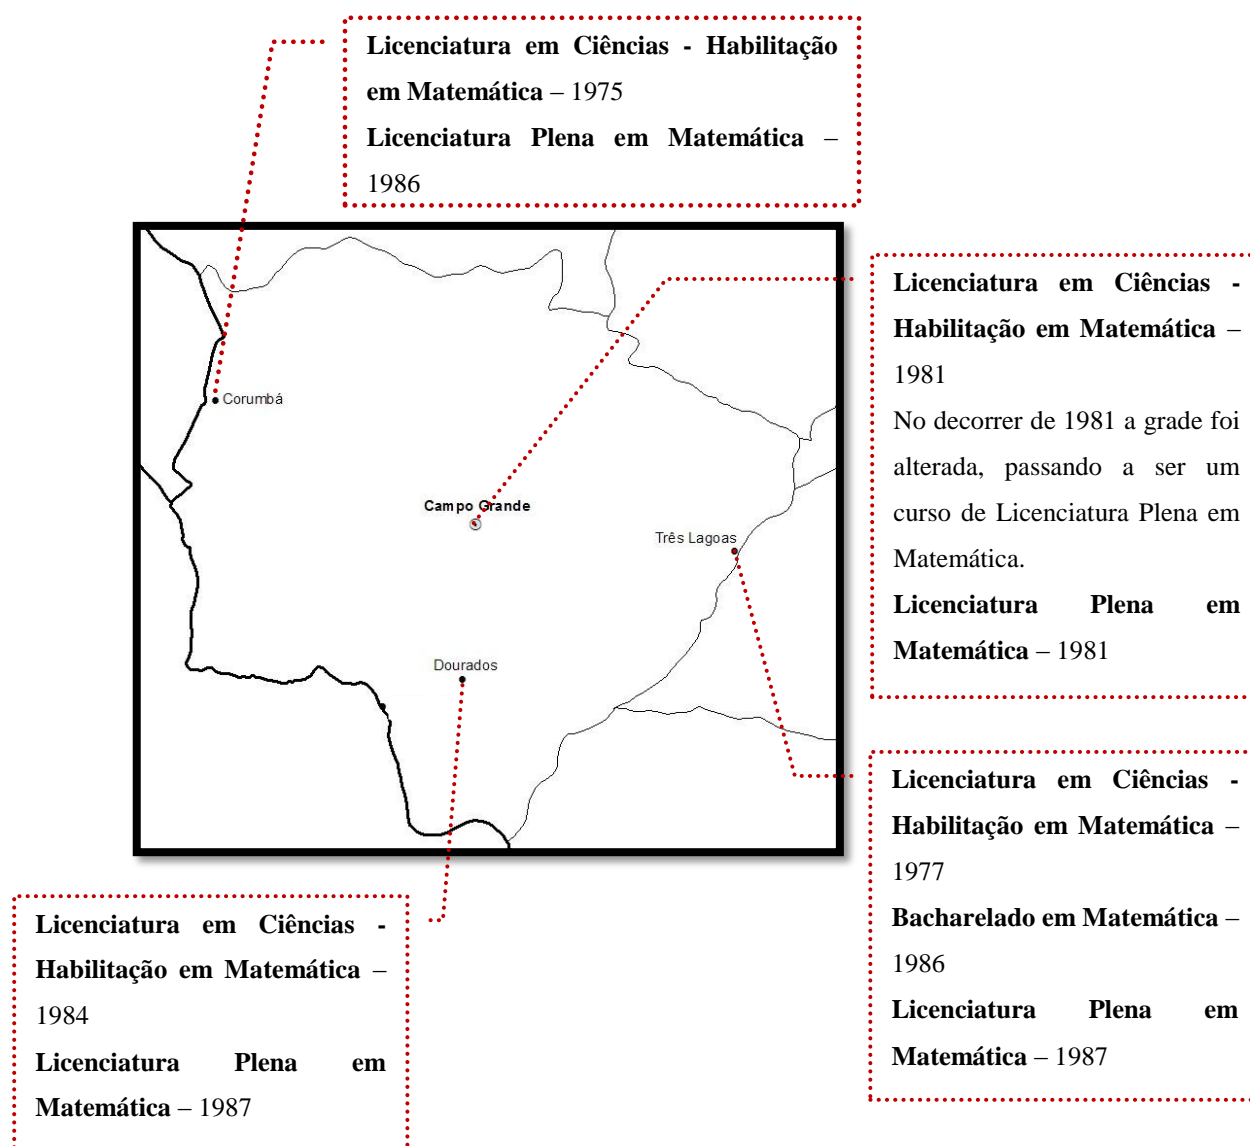 Licenciatura em Ciências - Habilitação
em Matemática – 1975
Licenciatura Plena em Matemática –
1986
Licenciatura em Ciências -
Habilitação em Matemática –
1981
No decorrer de 1981 a grade foi
alterada, passando a ser um
curso de Licenciatura Plena em
Matemática.
Licenciatura Plena em
Matemática – 1981
Corumbá
Campo Grande
Três Lagoas
Dourados
Licenciatura em Ciências -
Habilitação em Matemática –
1977
Bacharelado em Matemática –
1986
Licenciatura Plena em
Matemática – 1987
Licenciatura em Ciências -
Habilitação em Matemática –
1984
Licenciatura Plena em
Matemática – 1987